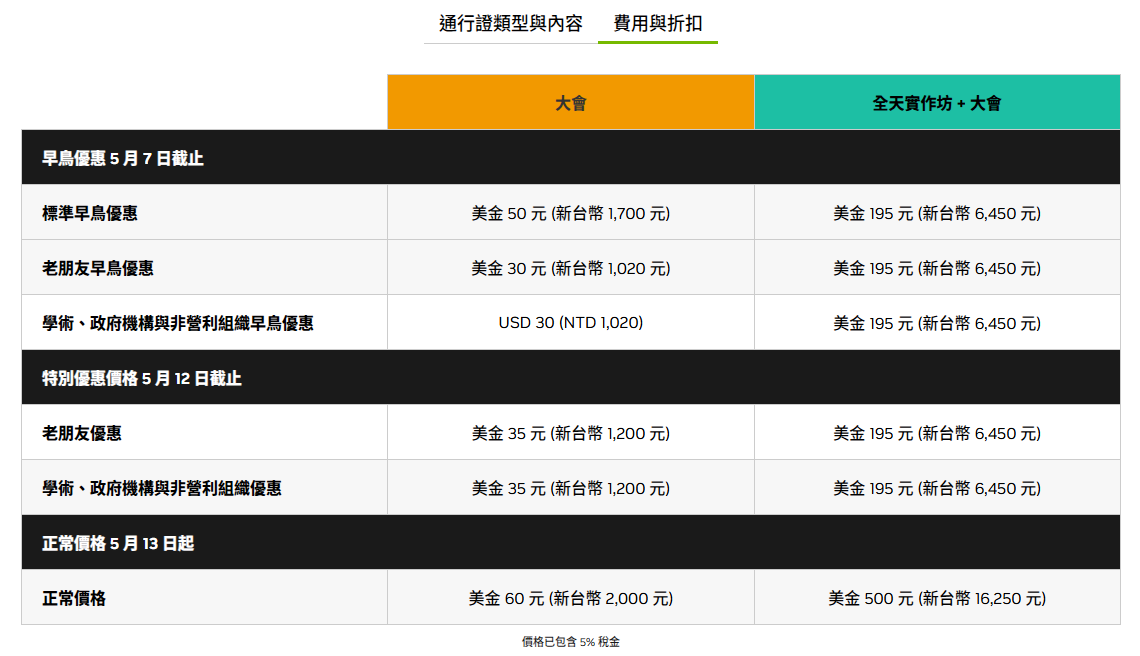 通行證類型與內容 費用與折扣
大會 全天實作坊 + 大會
早鳥優惠 5 月 7 日截止
標準早鳥優惠 美金 50 元 (新台幣 1,700 元) 美金 195 元 (新台幣 6,450 元)
老朋友早鳥優惠 美金 30 元 (新台幣 1,020 元) 美金 195 元 (新台幣 6,450 元)
學術、政府機構與非營利組織早鳥優惠 USD 30 (NTD 1,020) 美金 195 元 (新台幣 6,450 元)
特別優惠價格 5 月 12 日截止
老朋友優惠 美金 35 元 (新台幣 1,200 元) 美金 195 元 (新台幣 6,450 元)
學術、政府機構與非營利組織優惠 美金 35 元 (新台幣 1,200 元) 美金 195 元 (新台幣 6,450 元)
正常價格 5 月 13 日起
正常價格 美金 60 元 (新台幣 2,000 元) 美金 500 元 (新台幣 16,250 元)
價格已包含 5% 稅金